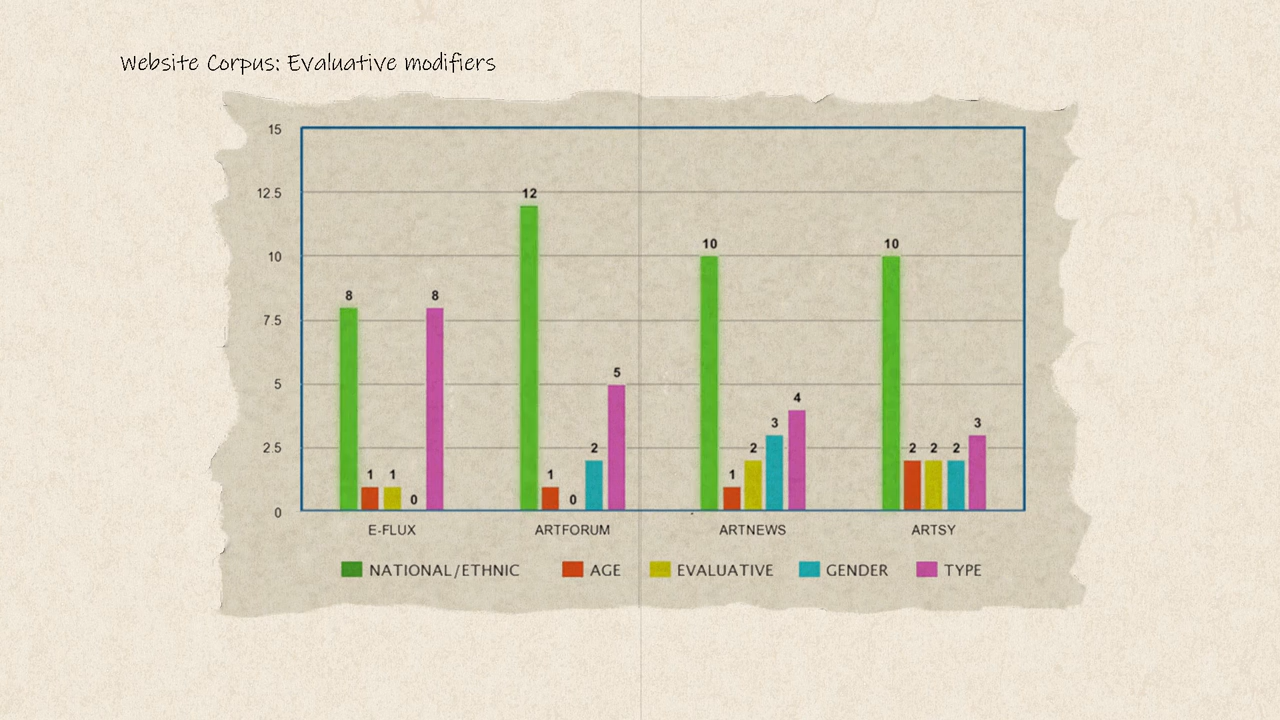 Website Corpus: Evaluative modifiers
15
12.5
10
7.5
5
2.5
0
8 1 1 0 8
12 1 0 2 5
10 1 2 3 4
10 2 2 2 3
E-FLUX ARTFORUM ARTNEWS ARTSY
NATIONAL/ETHNIC AGE EVALUATIVE GENDER TYPE